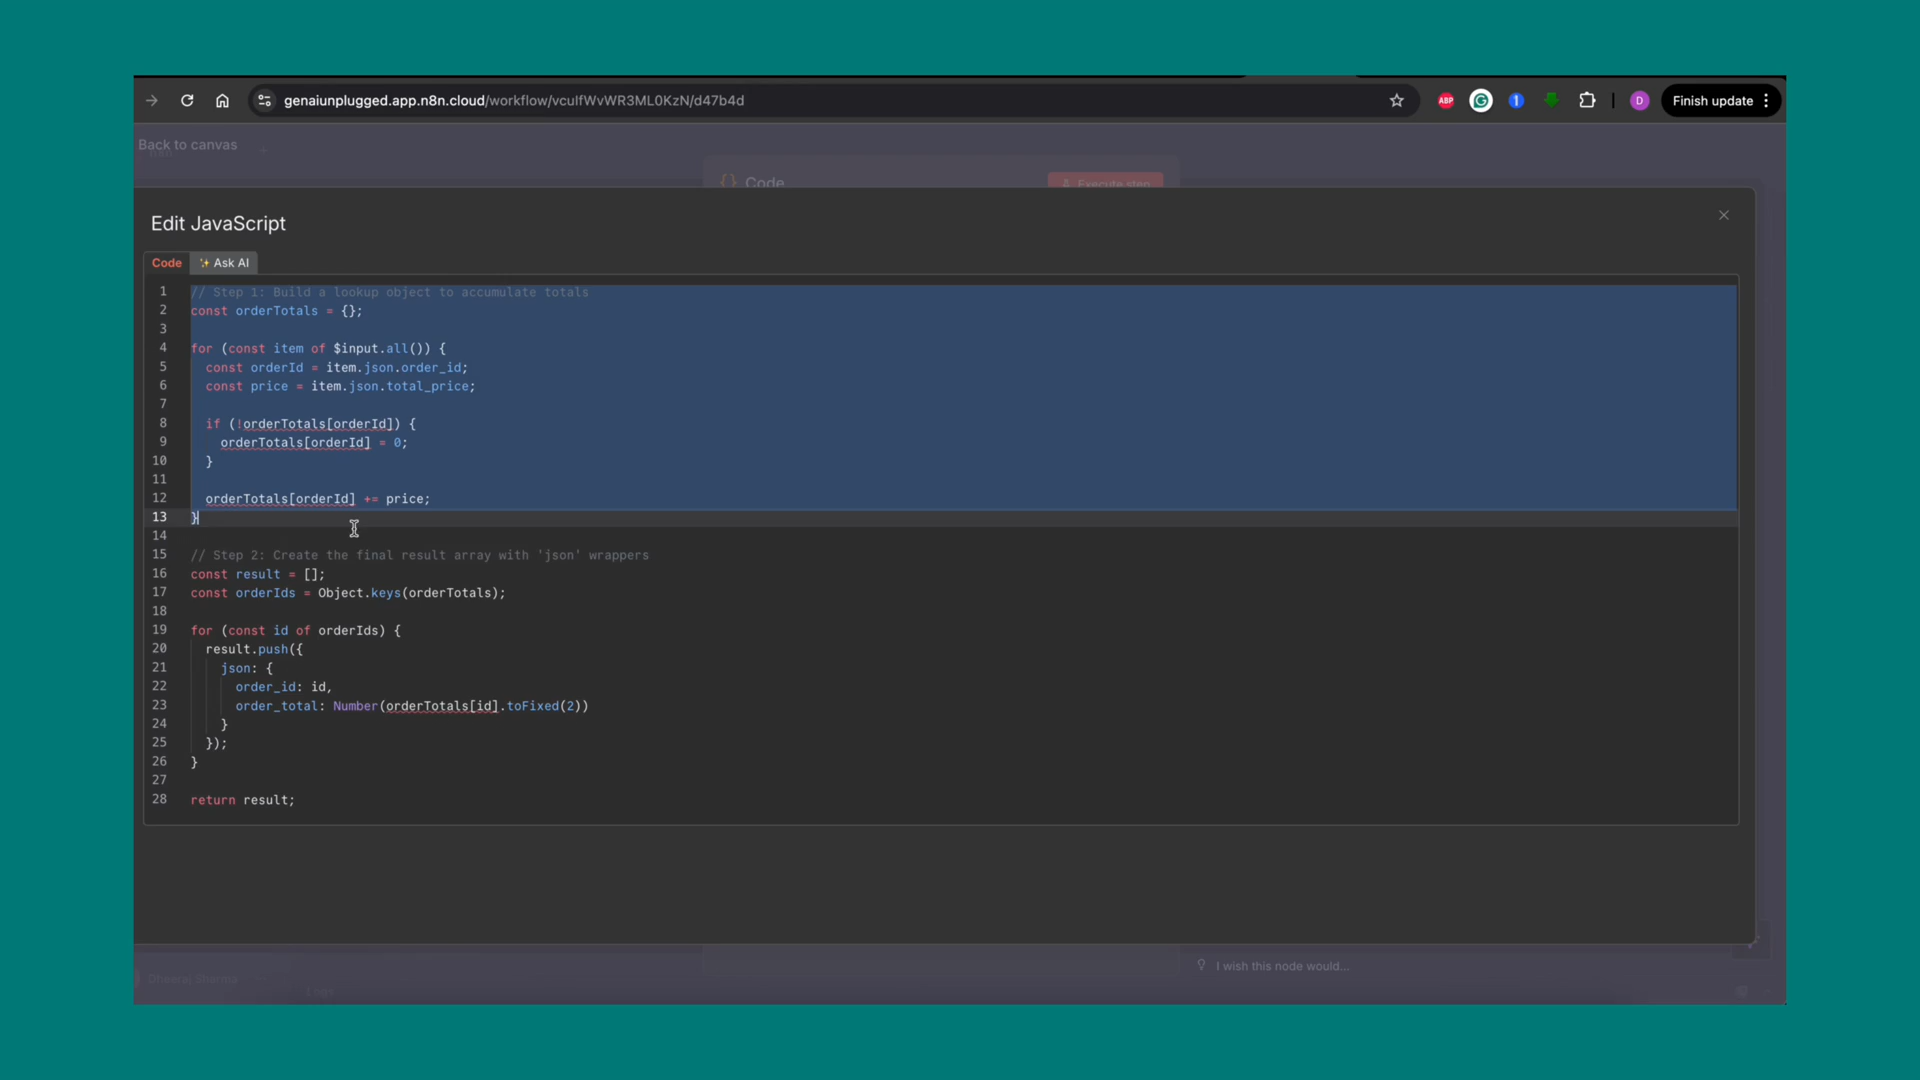 genaiunplugged.app.n8n.cloud/workflow/vculfWvWR3ML0KzN/d47b4d
ABP
1
D
Finish update
Back to canvas
{} Code
Execute step
Edit JavaScript
×
Code
Ask AI
1 // Step 1: Build a lookup object to accumulate totals
2 const orderTotals = {};
3
4 for (const item of $input.all()) {
5 const orderId = item.json.order_id;
6 const price = item.json.total_price;
7
8 if (!orderTotals[orderId]) {
9 orderTotals[orderId] = 0;
10 }
11
12 orderTotals[orderId] += price;
13 }
14
15 // Step 2: Create the final result array with 'json' wrappers
16 const result = [];
17 const orderIds = Object.keys(orderTotals);
18
19 for (const id of orderIds) {
20 result.push({
21 json: {
22 order_id: id,
23 order_total: Number(orderTotals[id].toFixed(2))
24 }
25 });
26 }
27
28 return result;
I wish this node would...
Dheeraj Sharma